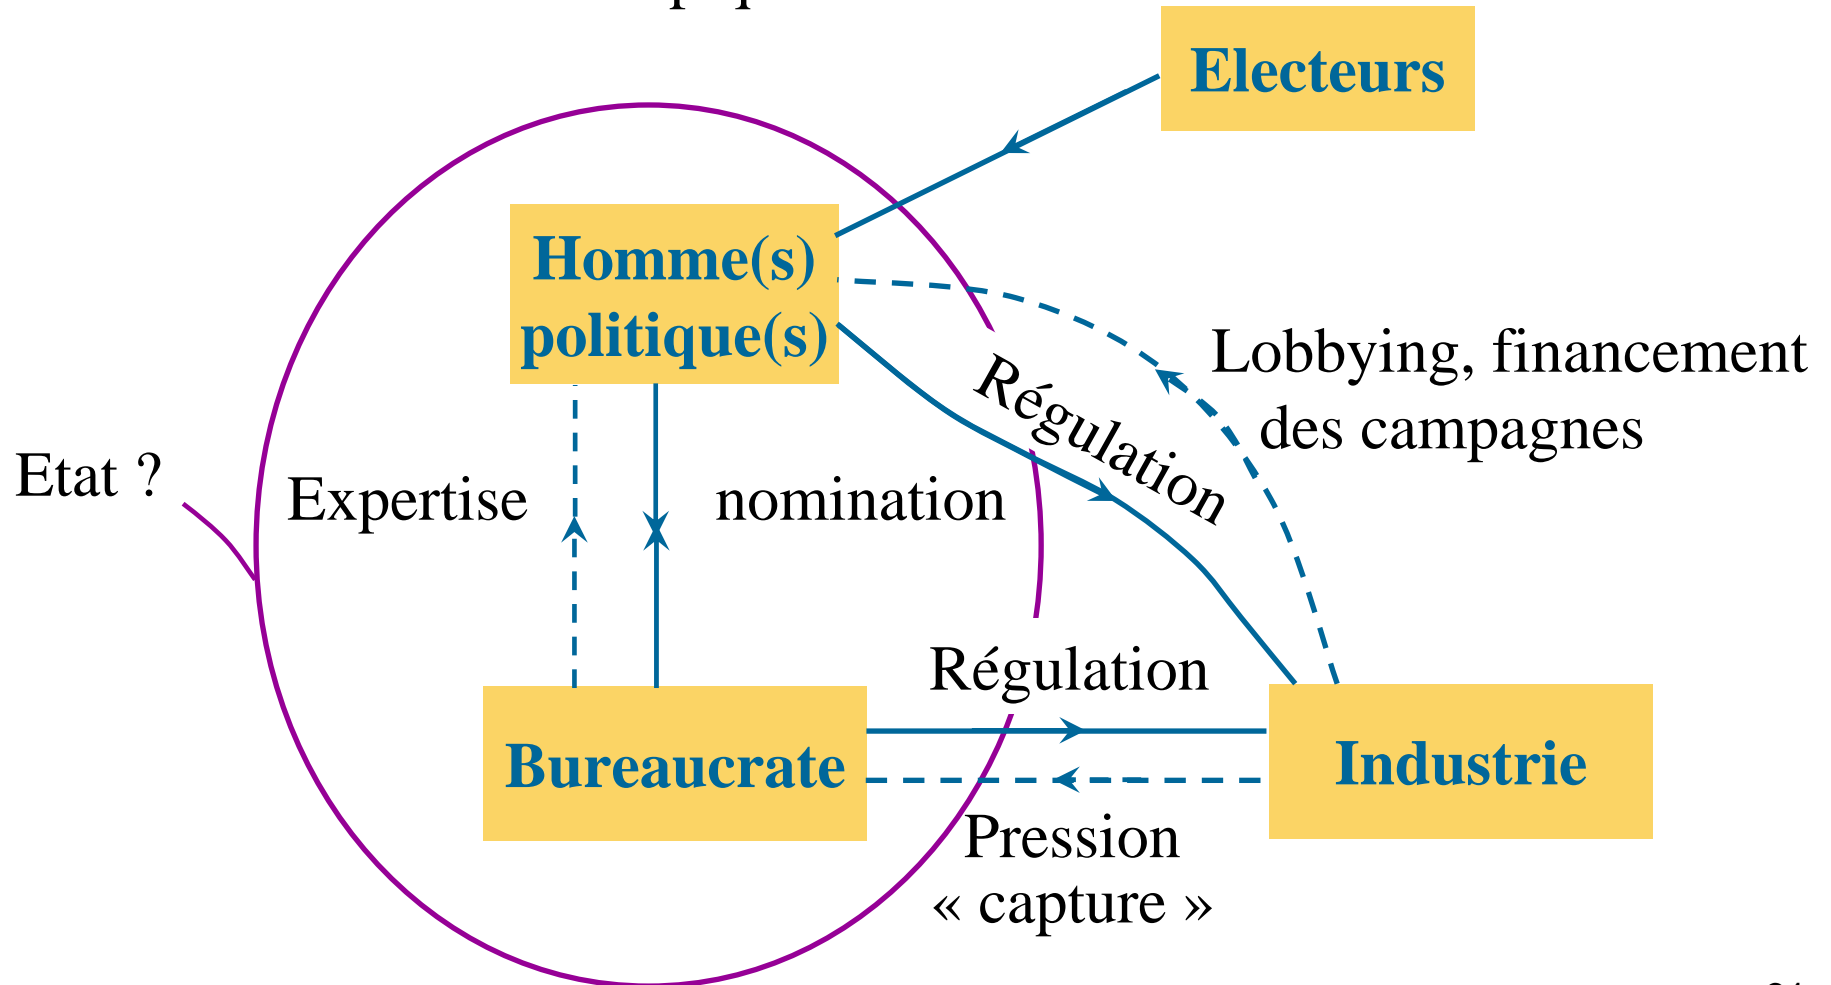 Electeurs
Homme(s)
politique(s)
Lobbying, financement
des campagnes
Régulation
Etat ?
Expertise
nomination
Régulation
Bureaucrate
Industrie
Pression
« capture »